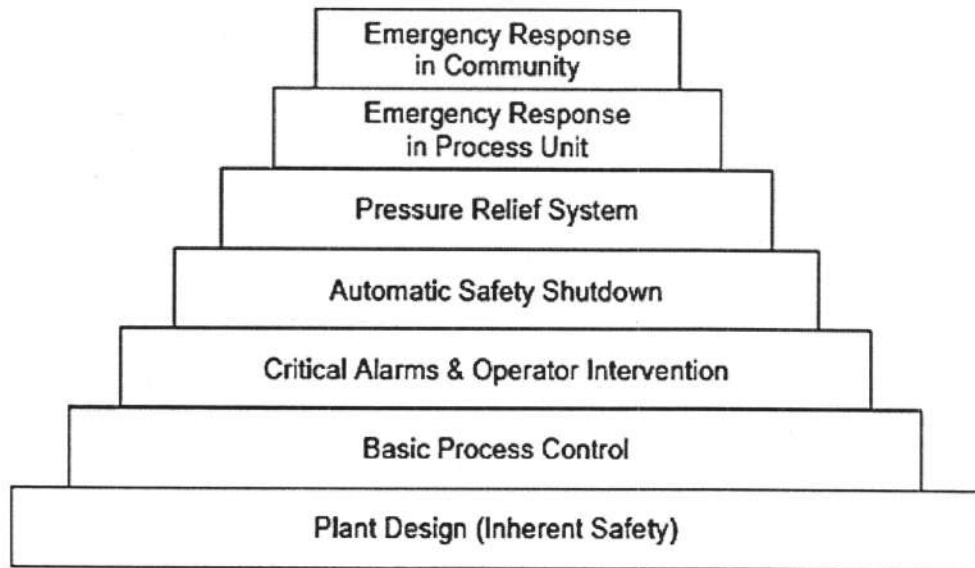 Emergency Response
in Community
Emergency Response
in Process Unit
Pressure Relief System
Automatic Safety Shutdown
Critical Alarms & Operator Intervention
Basic Process Control
Plant Design (Inherent Safety)